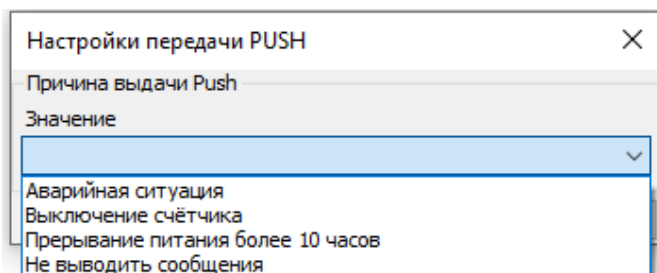 Настройки передачи PUSH
Причина выдачи Push
Значение
Аварийная ситуация
Выключение счётчика
Прерывание питания более 10 часов
Не выводить сообщения